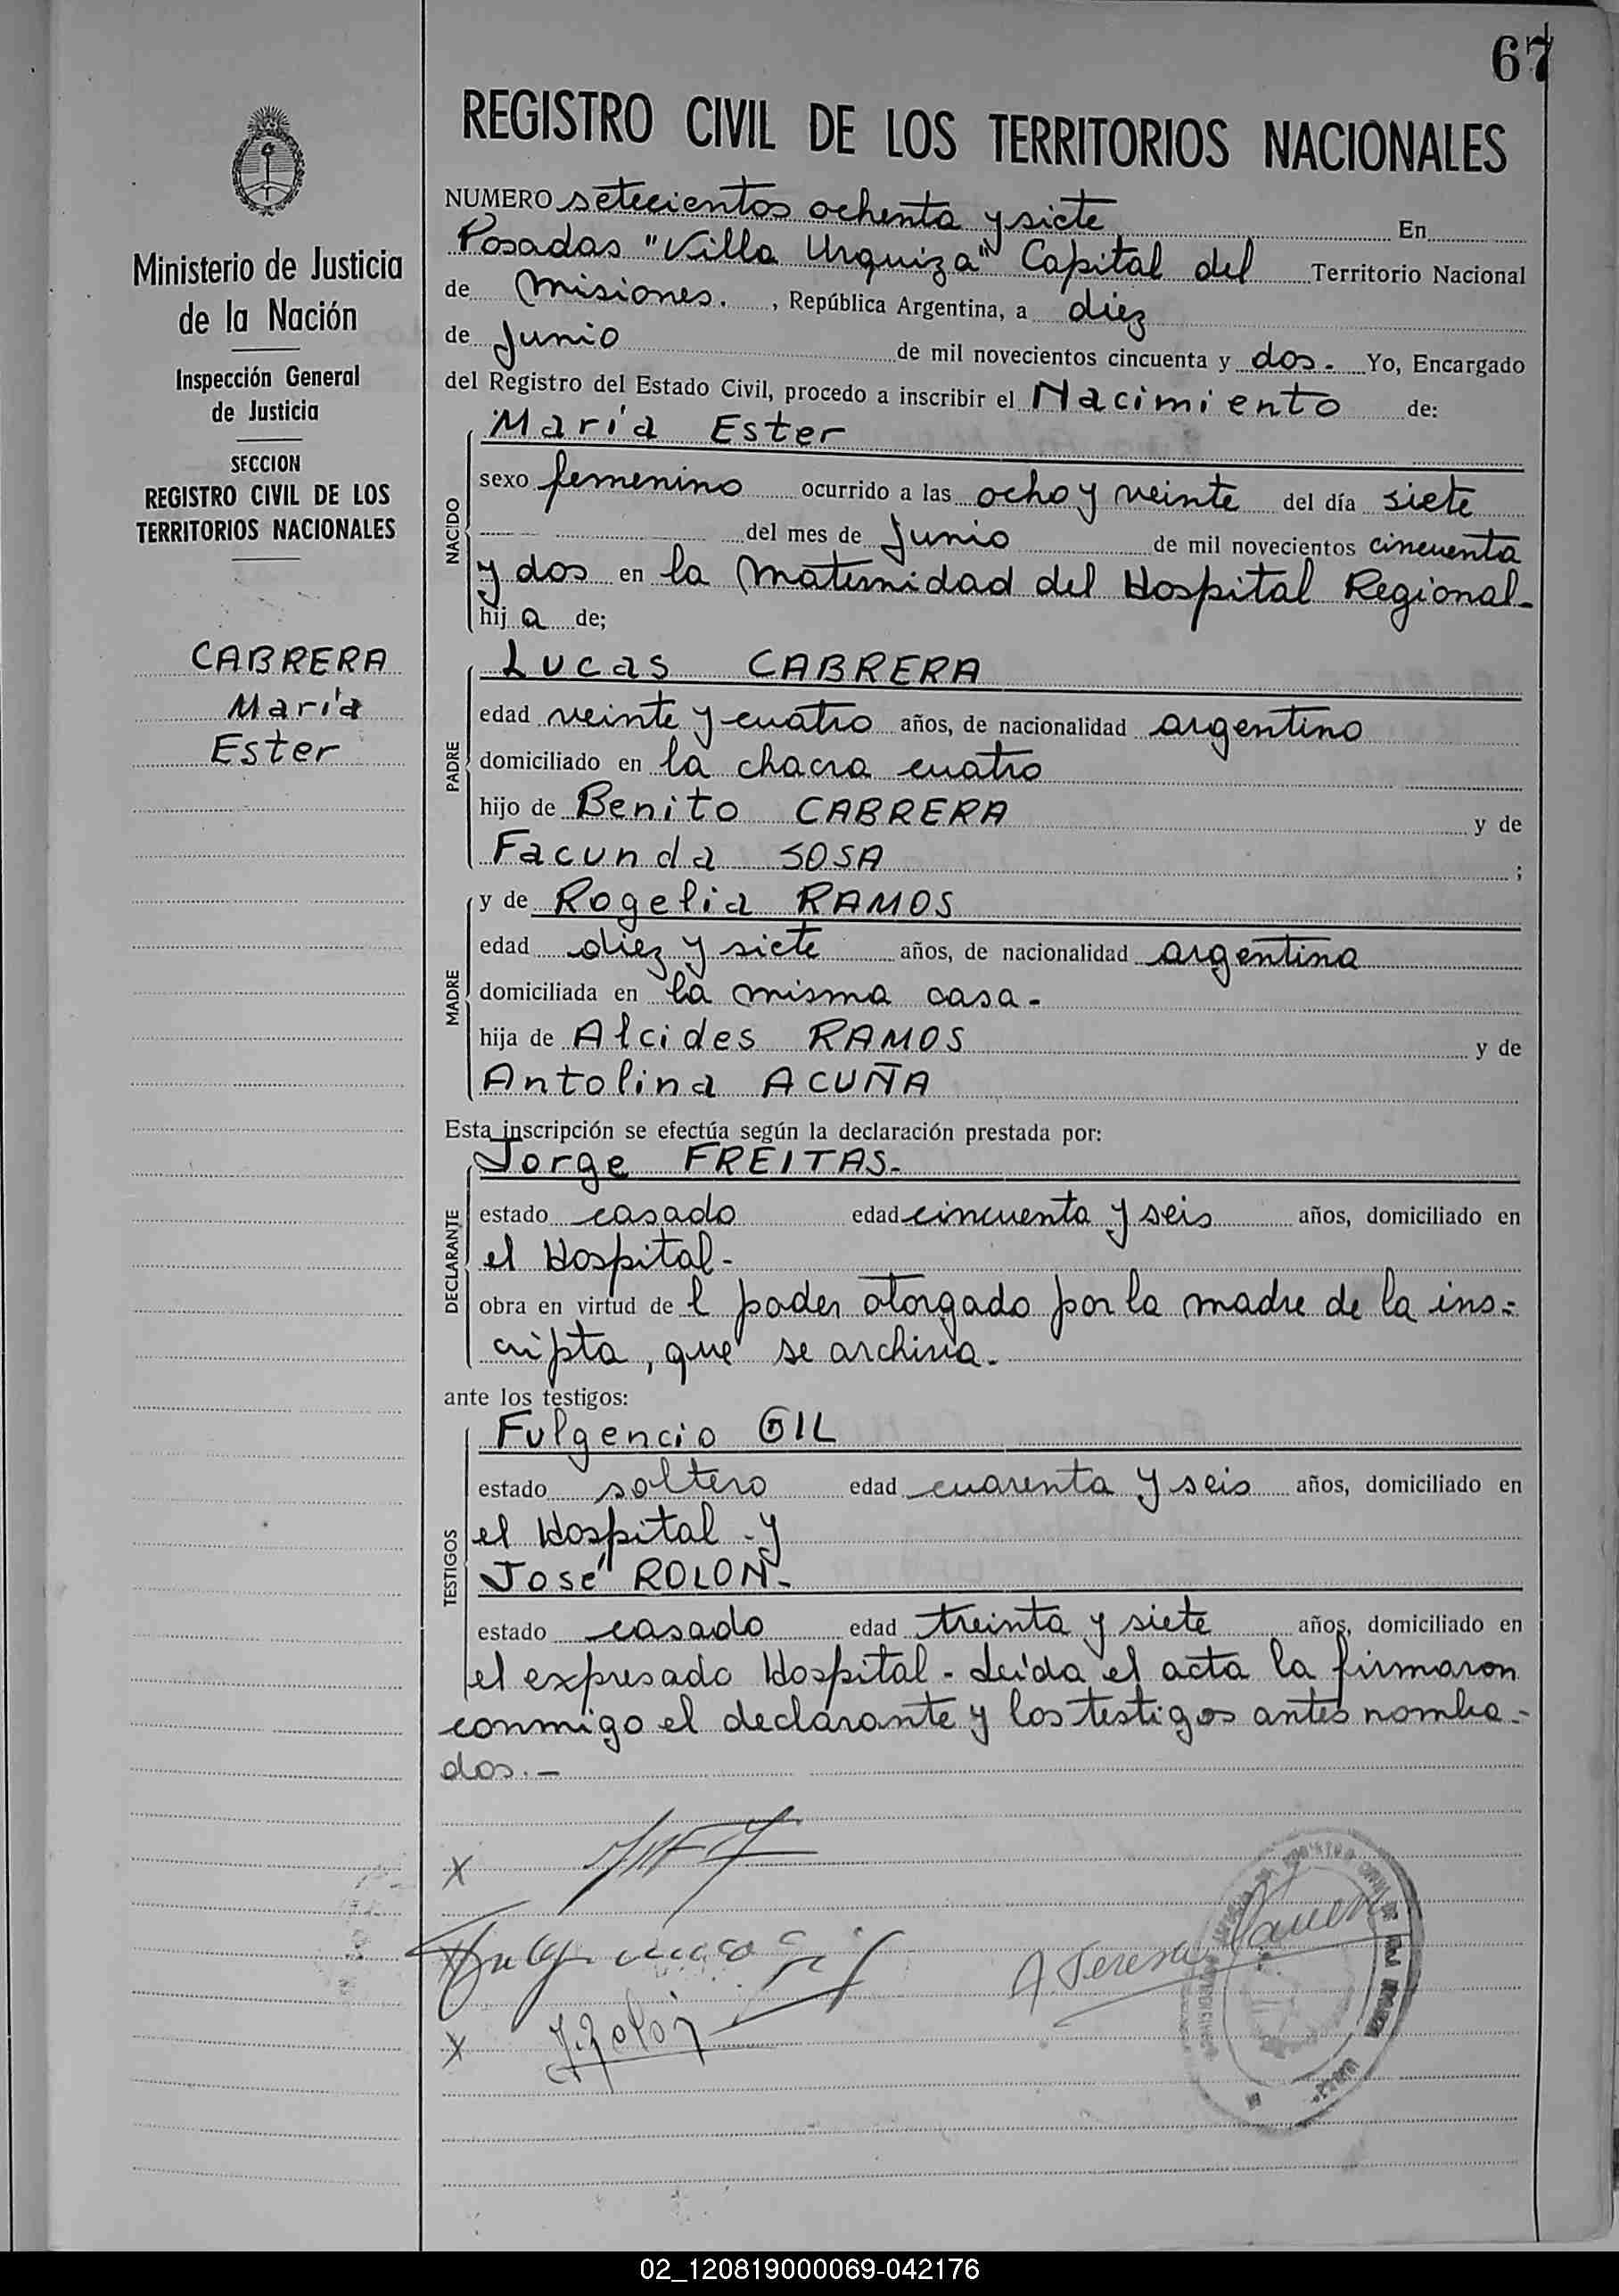 67
REGISTRO CIVIL DE LOS TERRITORIOS NACIONALES
Ministerio de Justicia
de la Nación
Inspección General
de Justicia
SECCION
REGISTRO CIVIL DE LOS
TERRITORIOS NACIONALES
CABRERA
María
Ester
NUMERO setecientos ochenta y siete En
Posadas "Villa Urquiza" Capital del Territorio Nacional
de Misiones. , República Argentina, a diez
de Junio de mil novecientos cincuenta y dos. Yo, Encargado
del Registro del Estado Civil, procedo a inscribir el Nacimiento de:
María Ester
NACIDO
sexo femenino ocurrido a las ocho y veinte del día siete
del mes de Junio de mil novecientos cincuenta
y dos en la Maternidad del Hospital Regional-
hij a de;
Lucas CABRERA
PADRE
edad veinte y cuatro años, de nacionalidad argentino
domiciliado en la chacra cuatro
hijo de Benito CABRERA y de
Facunda SOSA ;
y de Rogelia RAMOS
MADRE
edad diez y siete años, de nacionalidad argentina
domiciliada en la misma casa-
hija de Alcides RAMOS y de
Antolina ACUÑA
Esta inscripción se efectúa según la declaración prestada por:
Jorge FREITAS-
DECLARANTE
estado casado edad cincuenta y seis años, domiciliado en
el Hospital-
obra en virtud de l poder otorgado por la madre de la ins=
cripta, que se archiva-
ante los testigos:
Fulgencio GIL
TESTIGOS
estado soltero edad cuarenta y seis años, domiciliado en
el Hospital-y
José ROLON-
estado casado edad treinta y siete años, domiciliado en
el expresado Hospital- Leída el acta la firmaron
conmigo el declarante y los testigos antes nombra-
dos.-
X
X
J. Rolón
02_120819000069-042176